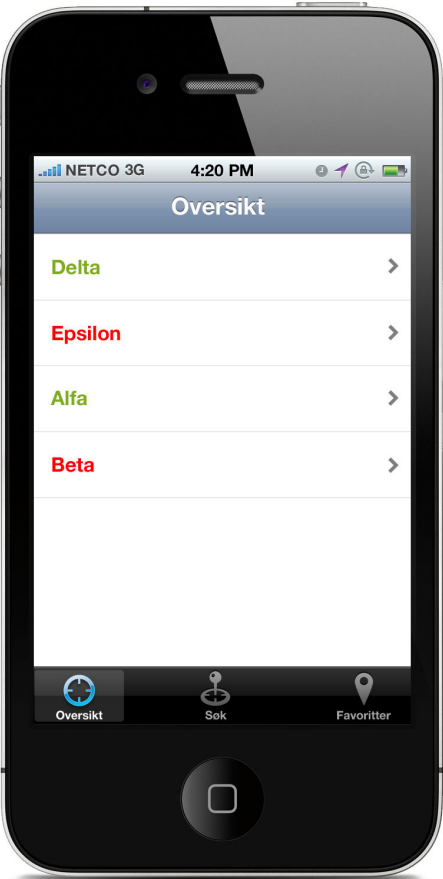 NETCO 3G 4:20 PM
Oversikt
Delta
Epsilon
Alfa
Beta
Oversikt Søk Favoritter